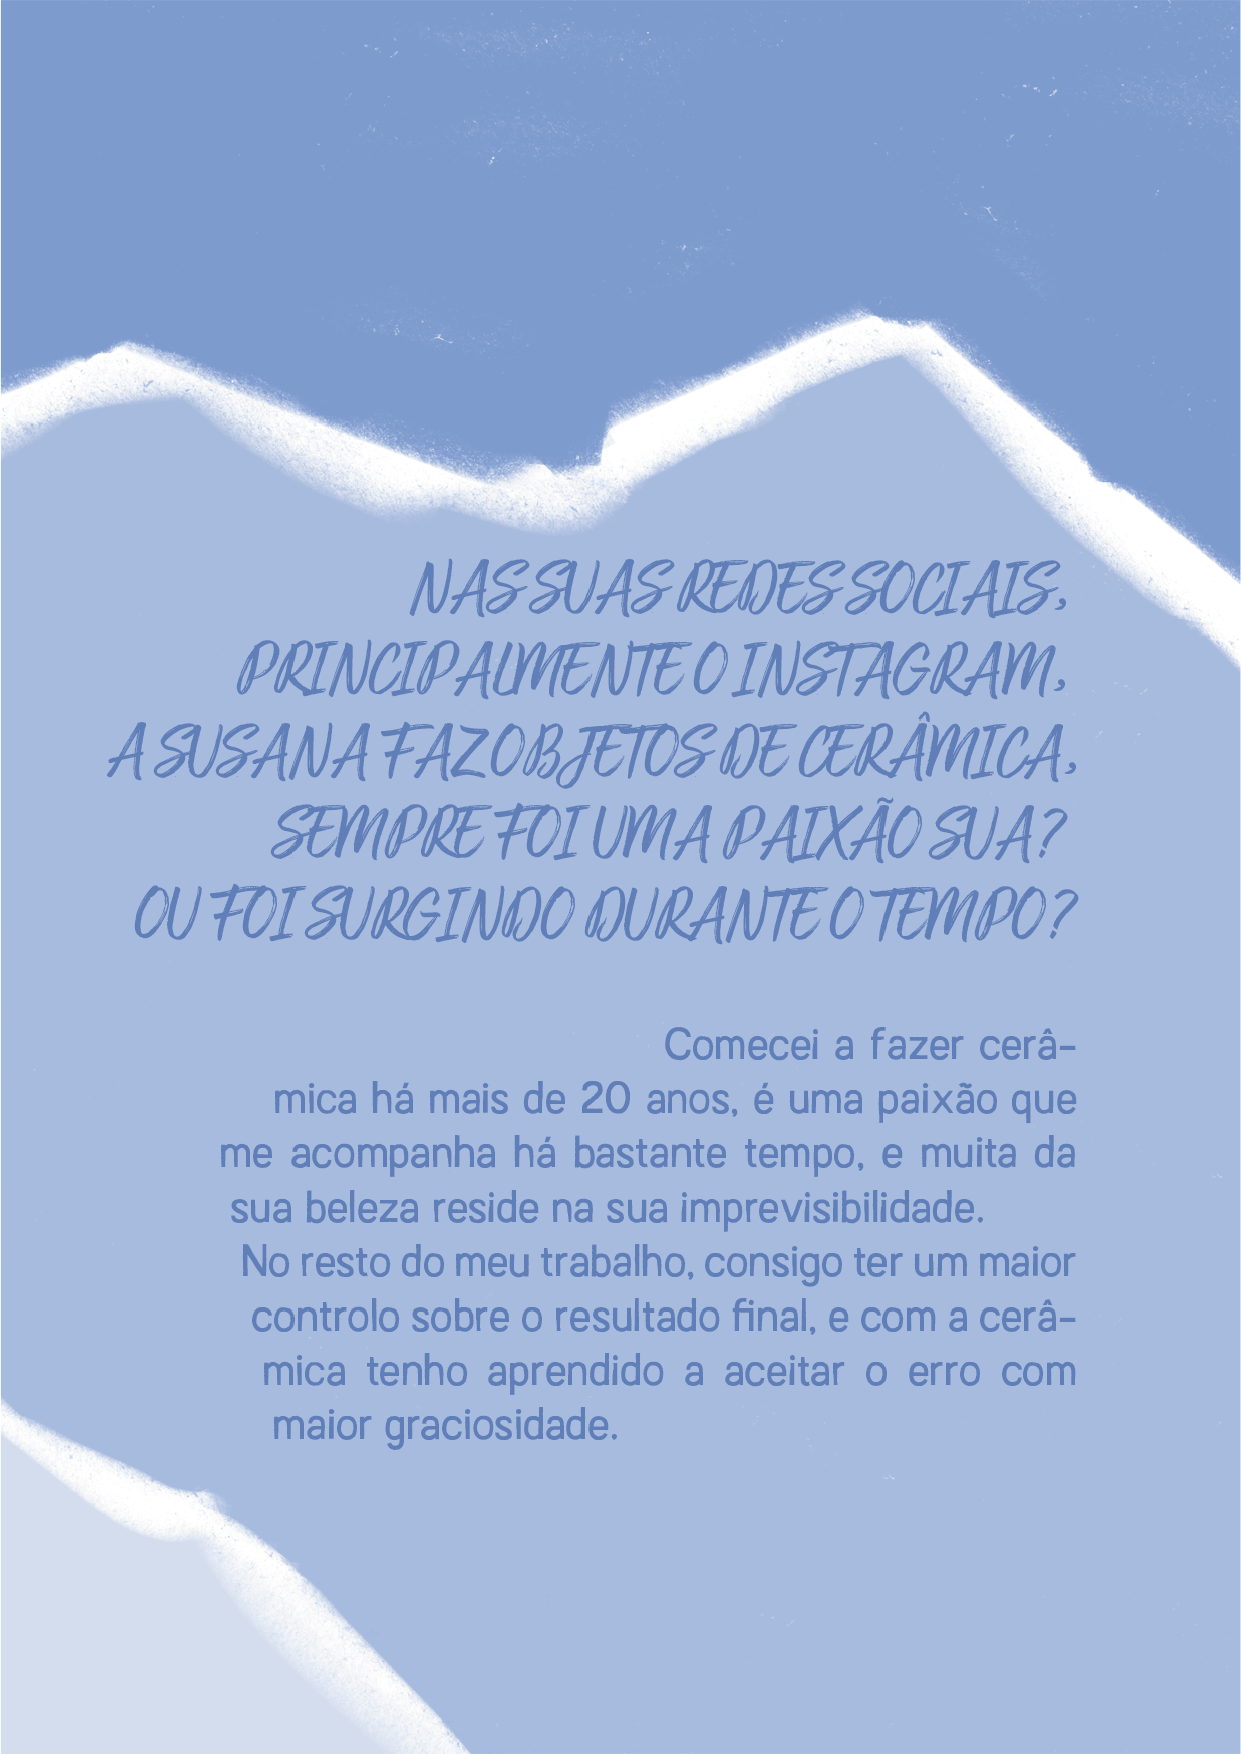 NAS SUAS REDES SOCIAIS,
PRINCIPALMENTE O INSTAGRAM,
A SUSANA FAZ OBJETOS DE CERÂMICA,
SEMPRE FOI UMA PAIXÃO SUA?
OU FOI SURGINDO DURANTE O TEMPO?
Comecei a fazer cerâ-
mica há mais de 20 anos, é uma paixão que
me acompanha há bastante tempo, e muita da
sua beleza reside na sua imprevisibilidade.
No resto do meu trabalho, consigo ter um maior
controlo sobre o resultado final, e com a cerâ-
mica tenho aprendido a aceitar o erro com
maior graciosidade.